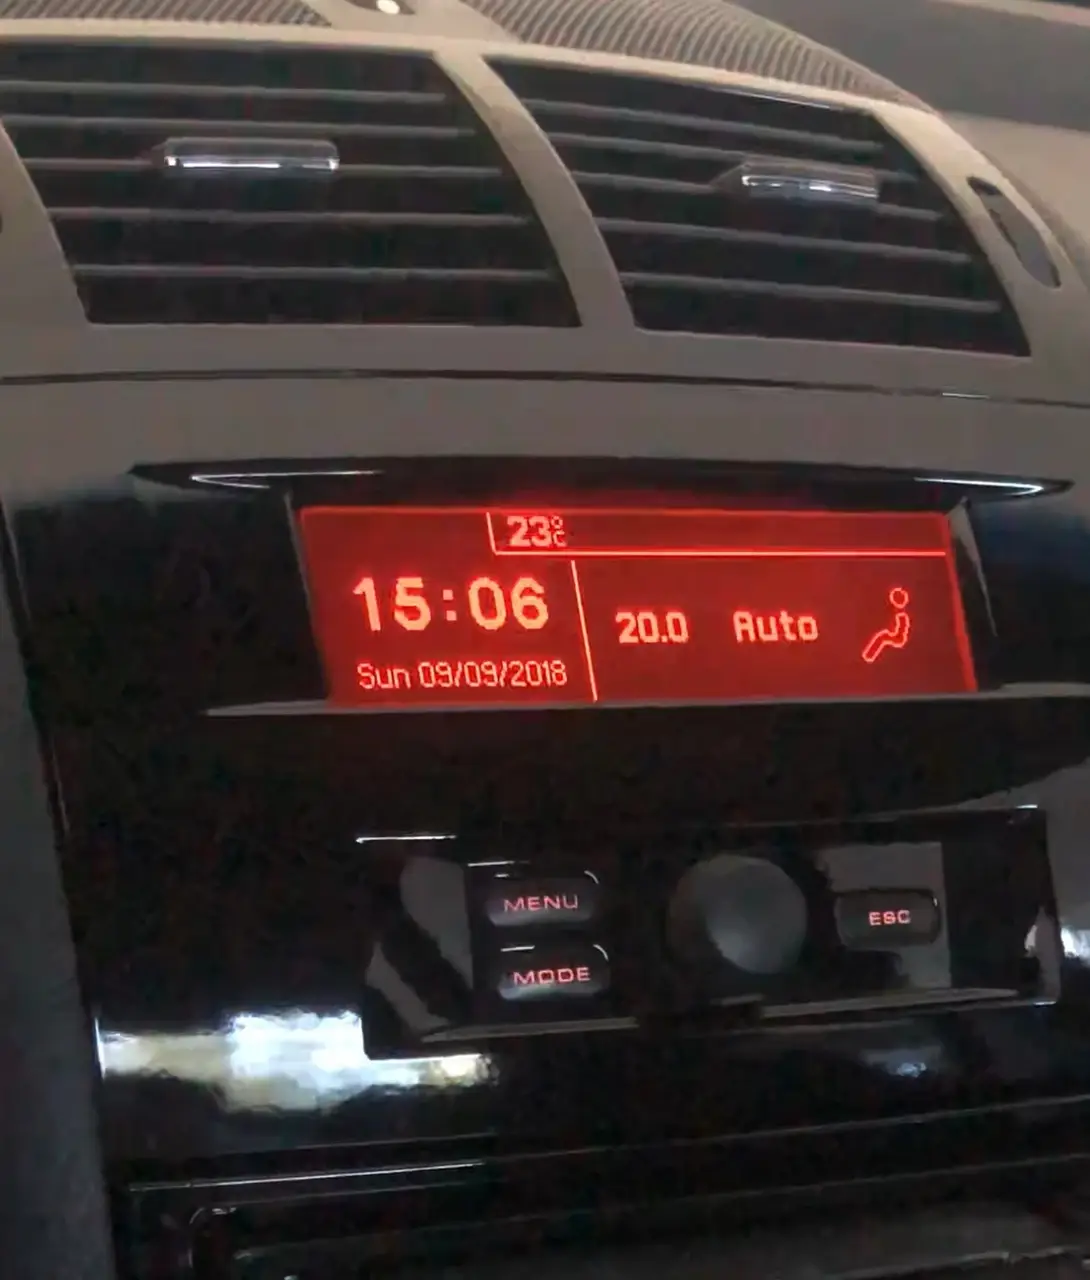 23°C
15:06
20.0 Auto
Sun 09/09/2018
MENU
ESC
MODE